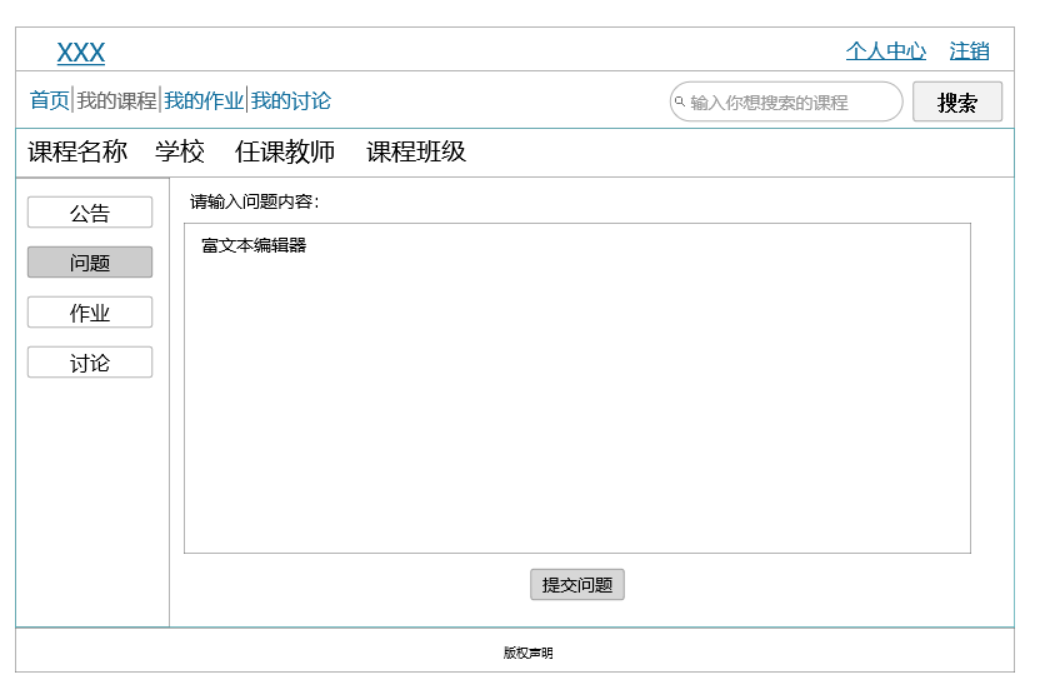 XXX 个人中心 注销
首页 我的课程 我的作业 我的讨论 输入你想搜索的课程 搜索
课程名称 学校 任课教师 课程班级
公告
问题
作业
讨论
请输入问题内容：
富文本编辑器
提交问题
版权声明